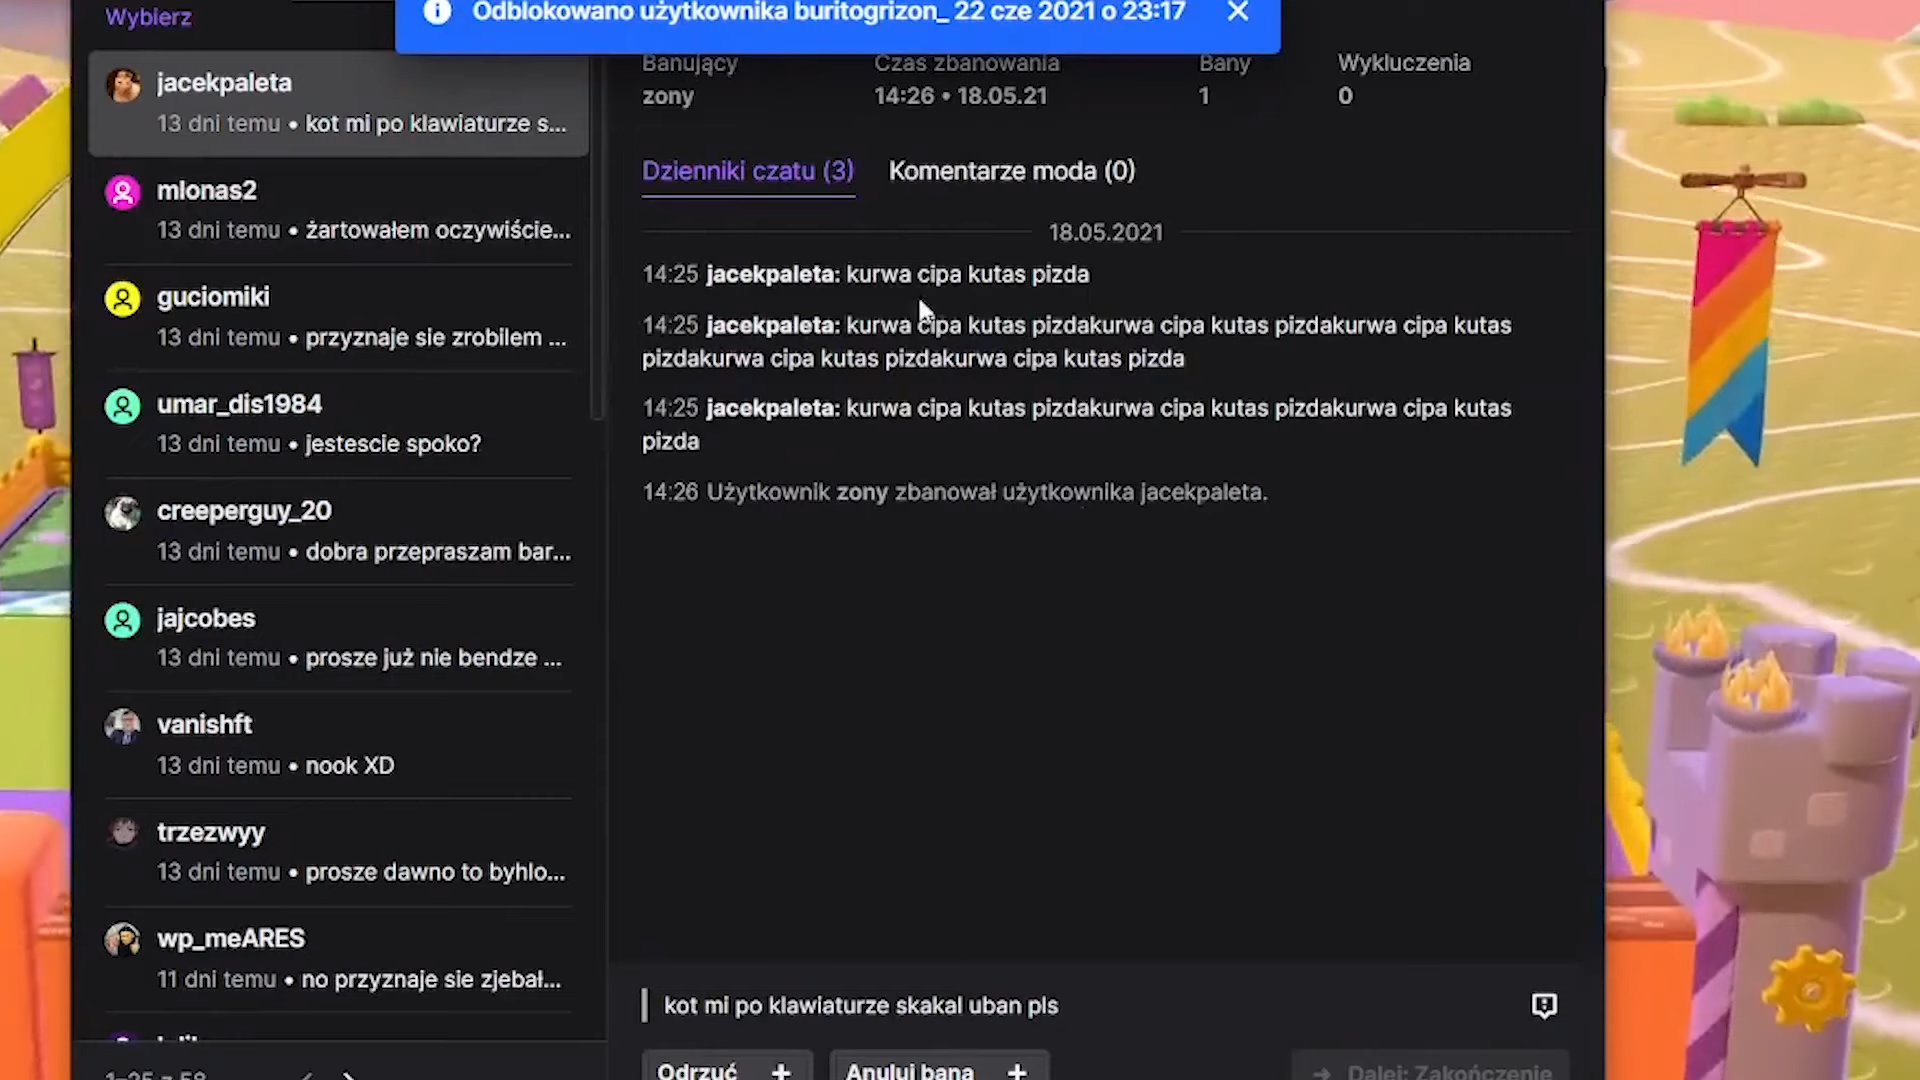 Wybierz
Odblokowano użytkownika buritogrizon_ 22 cze 2021 o 23:17
jacekpaleta
13 dni temu • kot mi po klawiaturze s...
mlonas2
13 dni temu • żartowałem oczywiście...
guciomiki
13 dni temu • przyznaje sie zrobilem ...
umar_dis1984
13 dni temu • jestescie spoko?
creeperguy_20
13 dni temu • dobra przepraszam bar...
jajcobes
13 dni temu • prosze już nie bendze ...
vanishft
13 dni temu • nook XD
trzezwyy
13 dni temu • prosze dawno to byhlo...
wp_meARES
11 dni temu • no przyznaje sie zjebał...
1–25 z 58
Banujący Czas zbanowania Bany Wykluczenia
zony 14:26 • 18.05.21 1 0
Dzienniki czatu (3) Komentarze moda (0)
18.05.2021
14:25 jacekpaleta: kurwa cipa kutas pizda
14:25 jacekpaleta: kurwa cipa kutas pizdakurwa cipa kutas pizdakurwa cipa kutas
pizdakurwa cipa kutas pizdakurwa cipa kutas pizda
14:25 jacekpaleta: kurwa cipa kutas pizdakurwa cipa kutas pizdakurwa cipa kutas
pizda
14:26 Użytkownik zony zbanował użytkownika jacekpaleta.
kot mi po klawiaturze skakal uban pls
Odrzuć + Anuluj bana + → Dalej: Zakończenie